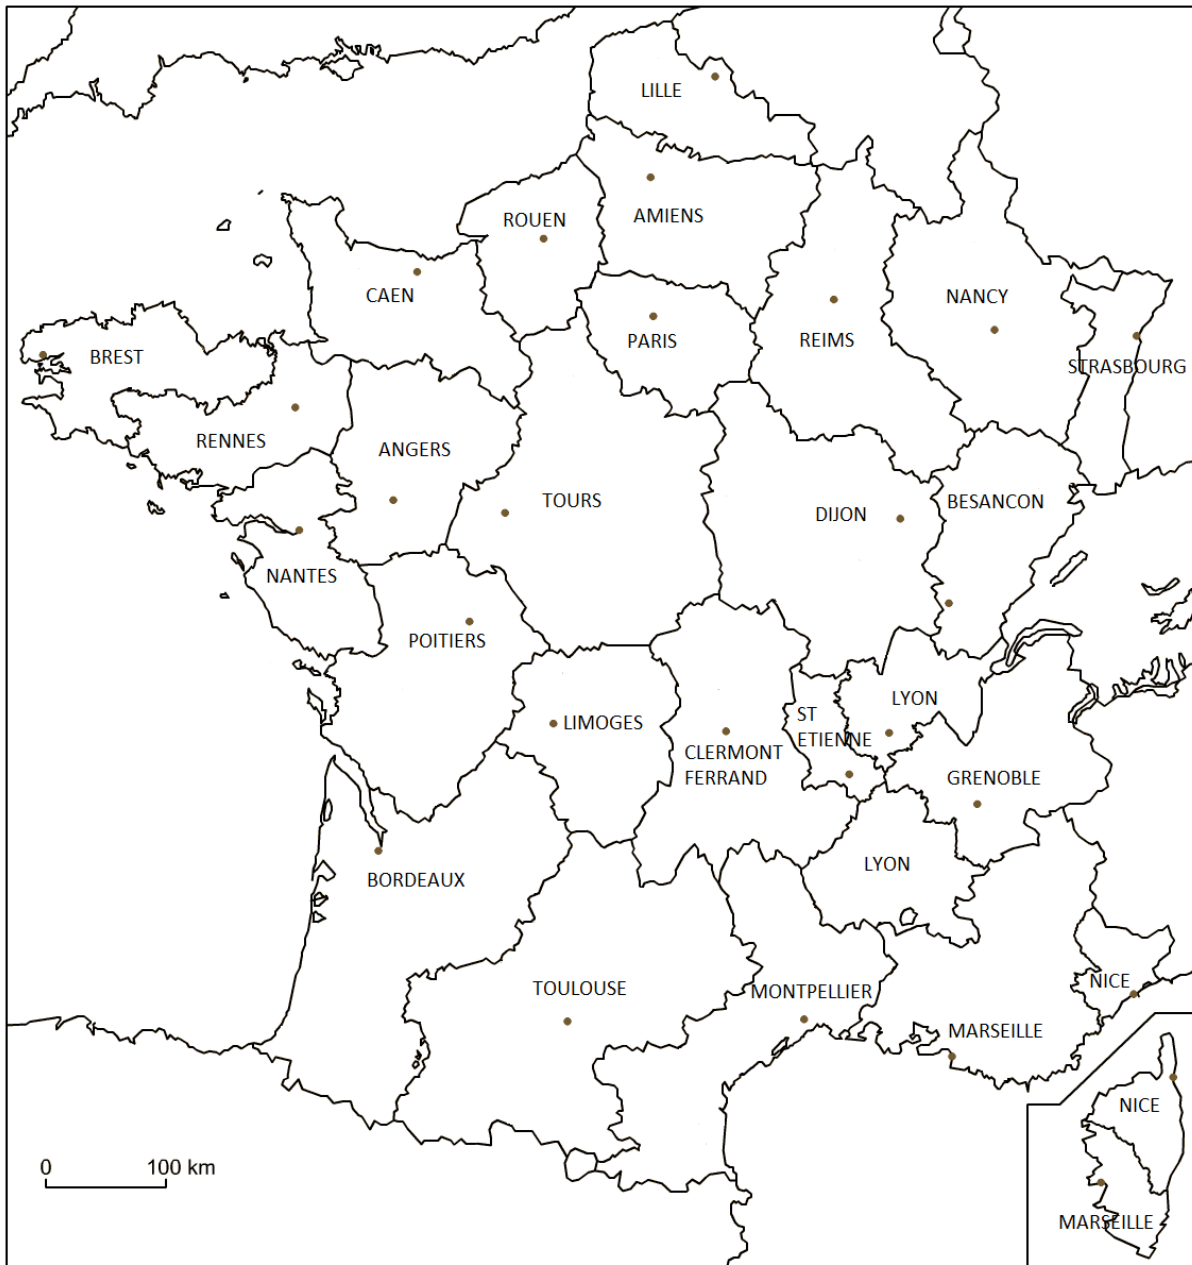 LILLE
ROUEN
AMIENS
CAEN
NANCY
PARIS
REIMS
BREST
STRASBOURG
RENNES
ANGERS
TOURS
DIJON
BESANCON
NANTES
POITIERS
LIMOGES
CLERMONT
FERRAND
ST
ETIENNE
LYON
GRENOBLE
BORDEAUX
LYON
TOULOUSE
MONTPELLIER
NICE
MARSEILLE
NICE
MARSEILLE
0 100 km